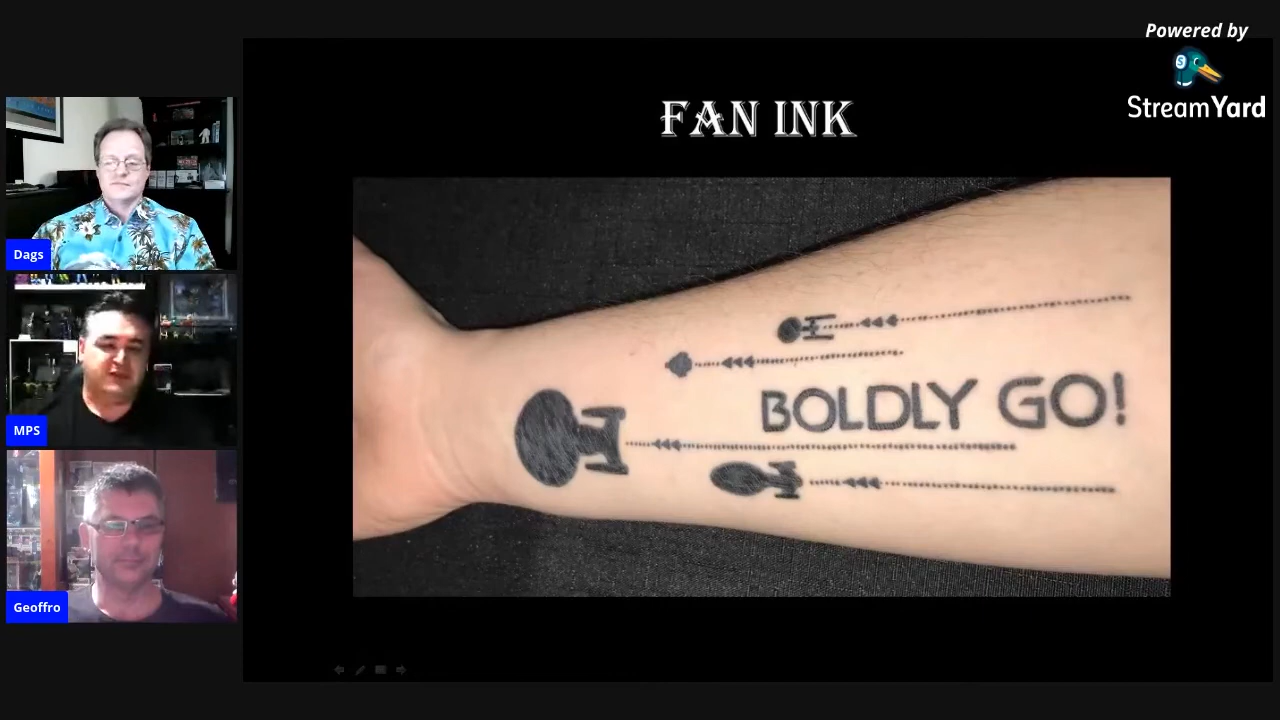 Powered by
StreamYard
FAN INK
BOLDLY GO!
Dags
MPS
Geoffro